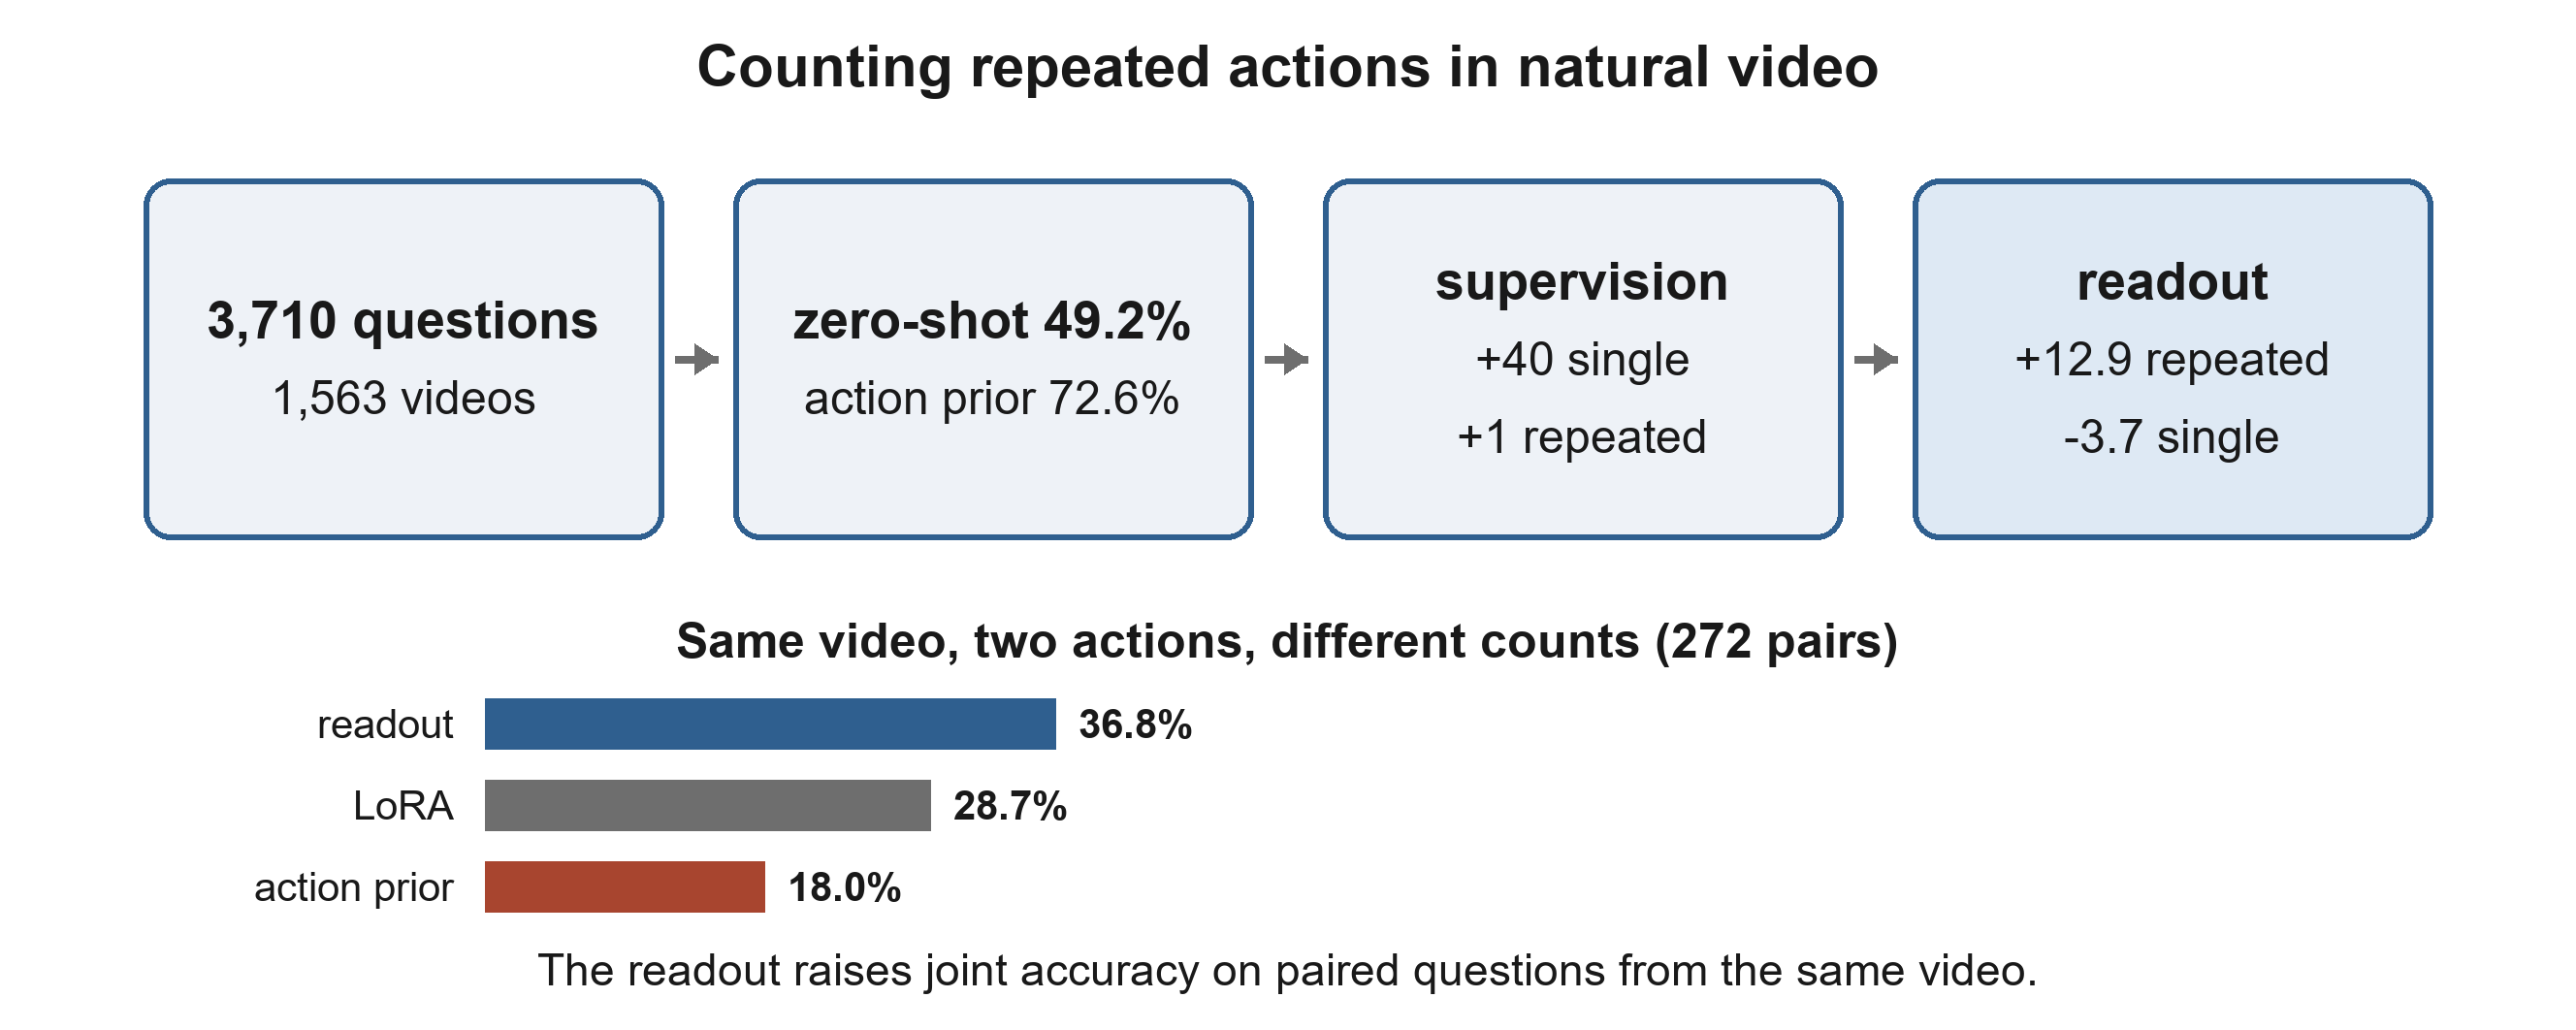 Counting repeated actions in natural video
3,710 questions
1,563 videos
zero-shot 49.2%
action prior 72.6%
supervision
+40 single
+1 repeated
readout
+12.9 repeated
-3.7 single
Same video, two actions, different counts (272 pairs)
readout 36.8%
LoRA 28.7%
action prior 18.0%
The readout raises joint accuracy on paired questions from the same video.